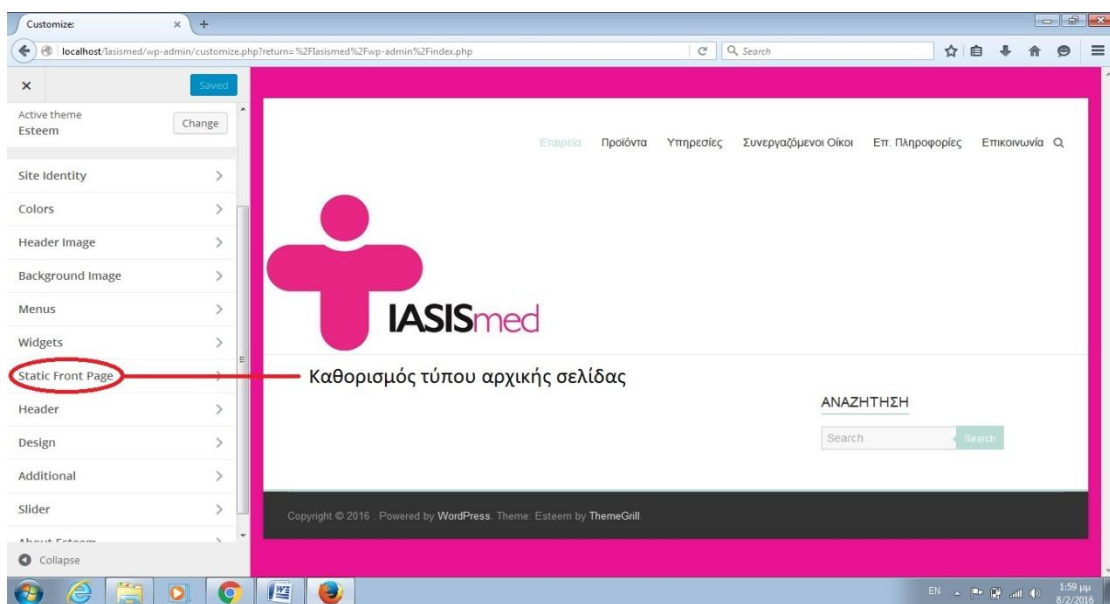 Customize:
localhost/Iasismed/wp-admin/customize.php?return=%2FIasismed%2Fwp-admin%2Findex.php
Search
Saved
Active theme
Esteem
Change
Site Identity
Colors
Header Image
Background Image
Menus
Widgets
Static Front Page
Header
Design
Additional
Slider
About Esteem
Collapse
Εταιρεία Προϊόντα Υπηρεσίες Συνεργαζόμενοι Οίκοι Επ. Πληροφορίες Επικοινωνία
IASISmed
Καθορισμός τύπου αρχικής σελίδας
ΑΝΑΖΗΤΗΣΗ
Search Search
Copyright © 2016 . Powered by WordPress. Theme: Esteem by ThemeGrill.
EN 1:59 μμ
8/2/2016